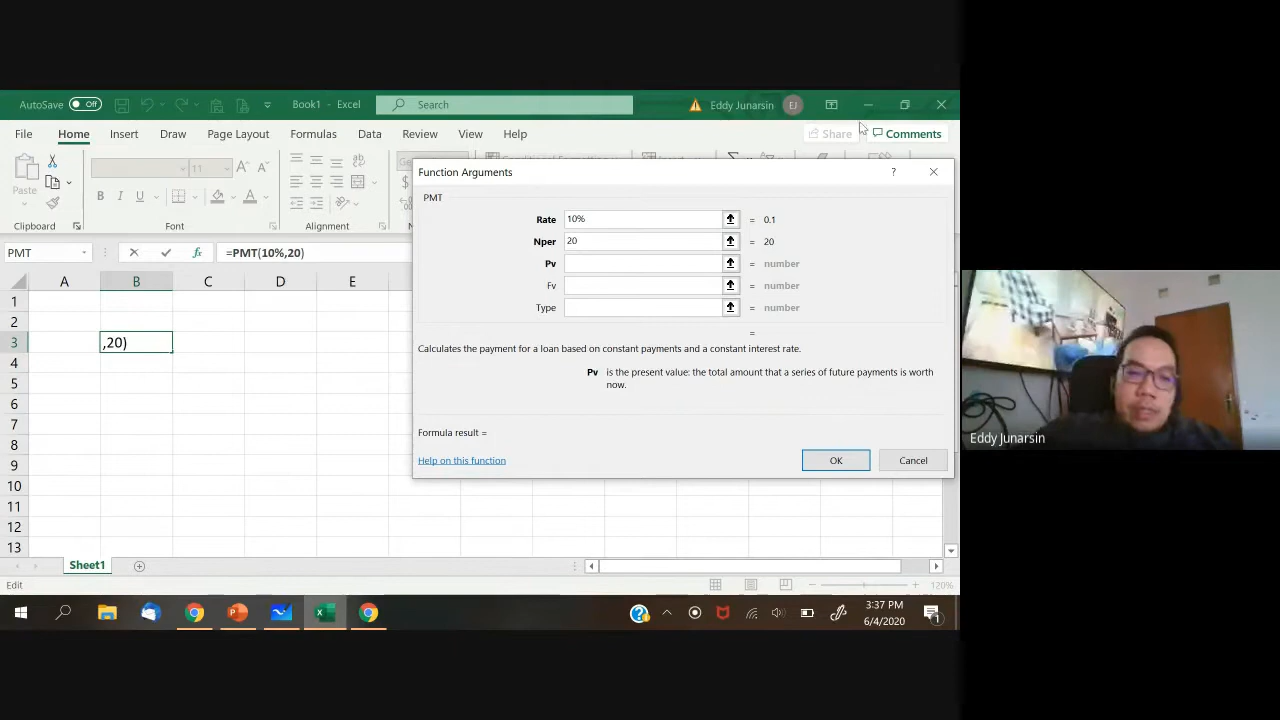 AutoSave Off Book1 - Excel Search Eddy Junarsin EJ
File Home Insert Draw Page Layout Formulas Data Review View Help Share Comments
Paste 11
B I U
Clipboard Font Alignment
PMT =PMT(10%,20)
A B C D E
1
2
3 ,20)
4
5
6
7
8
9
10
11
12
13
Function Arguments ?
PMT
Rate 10% = 0.1
Nper 20 = 20
Pv = number
Fv = number
Type = number
=
Calculates the payment for a loan based on constant payments and a constant interest rate.
Pv is the present value: the total amount that a series of future payments is worth
now.
Formula result =
Help on this function OK Cancel
Sheet1
Edit 120%
3:37 PM
6/4/2020
1
Eddy Junarsin